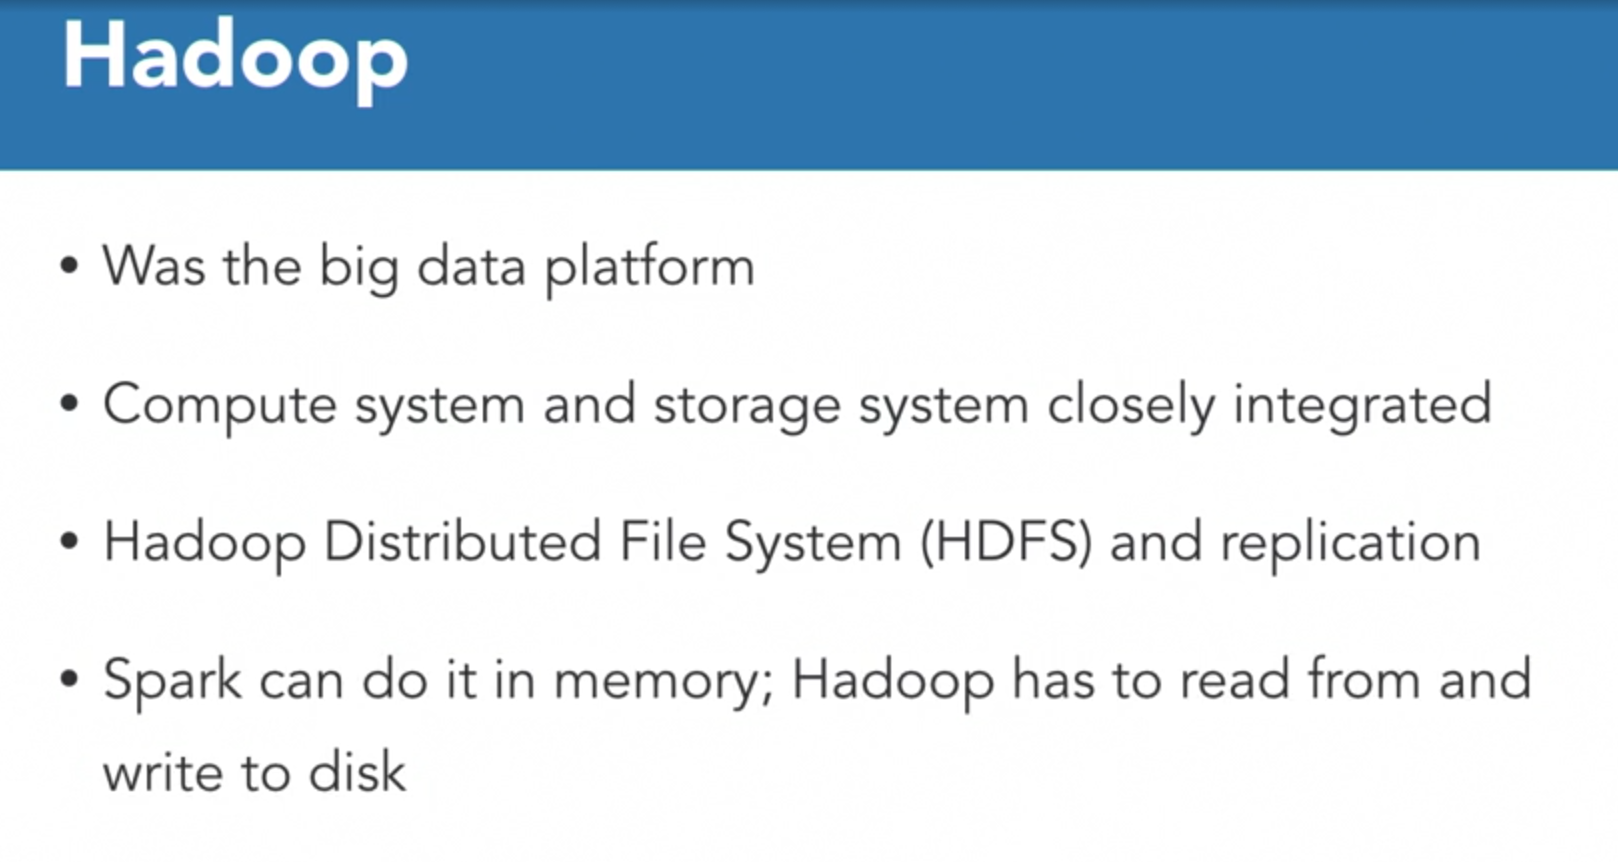 Hadoop
• Was the big data platform
• Compute system and storage system closely integrated
• Hadoop Distributed File System (HDFS) and replication
• Spark can do it in memory; Hadoop has to read from and
write to disk